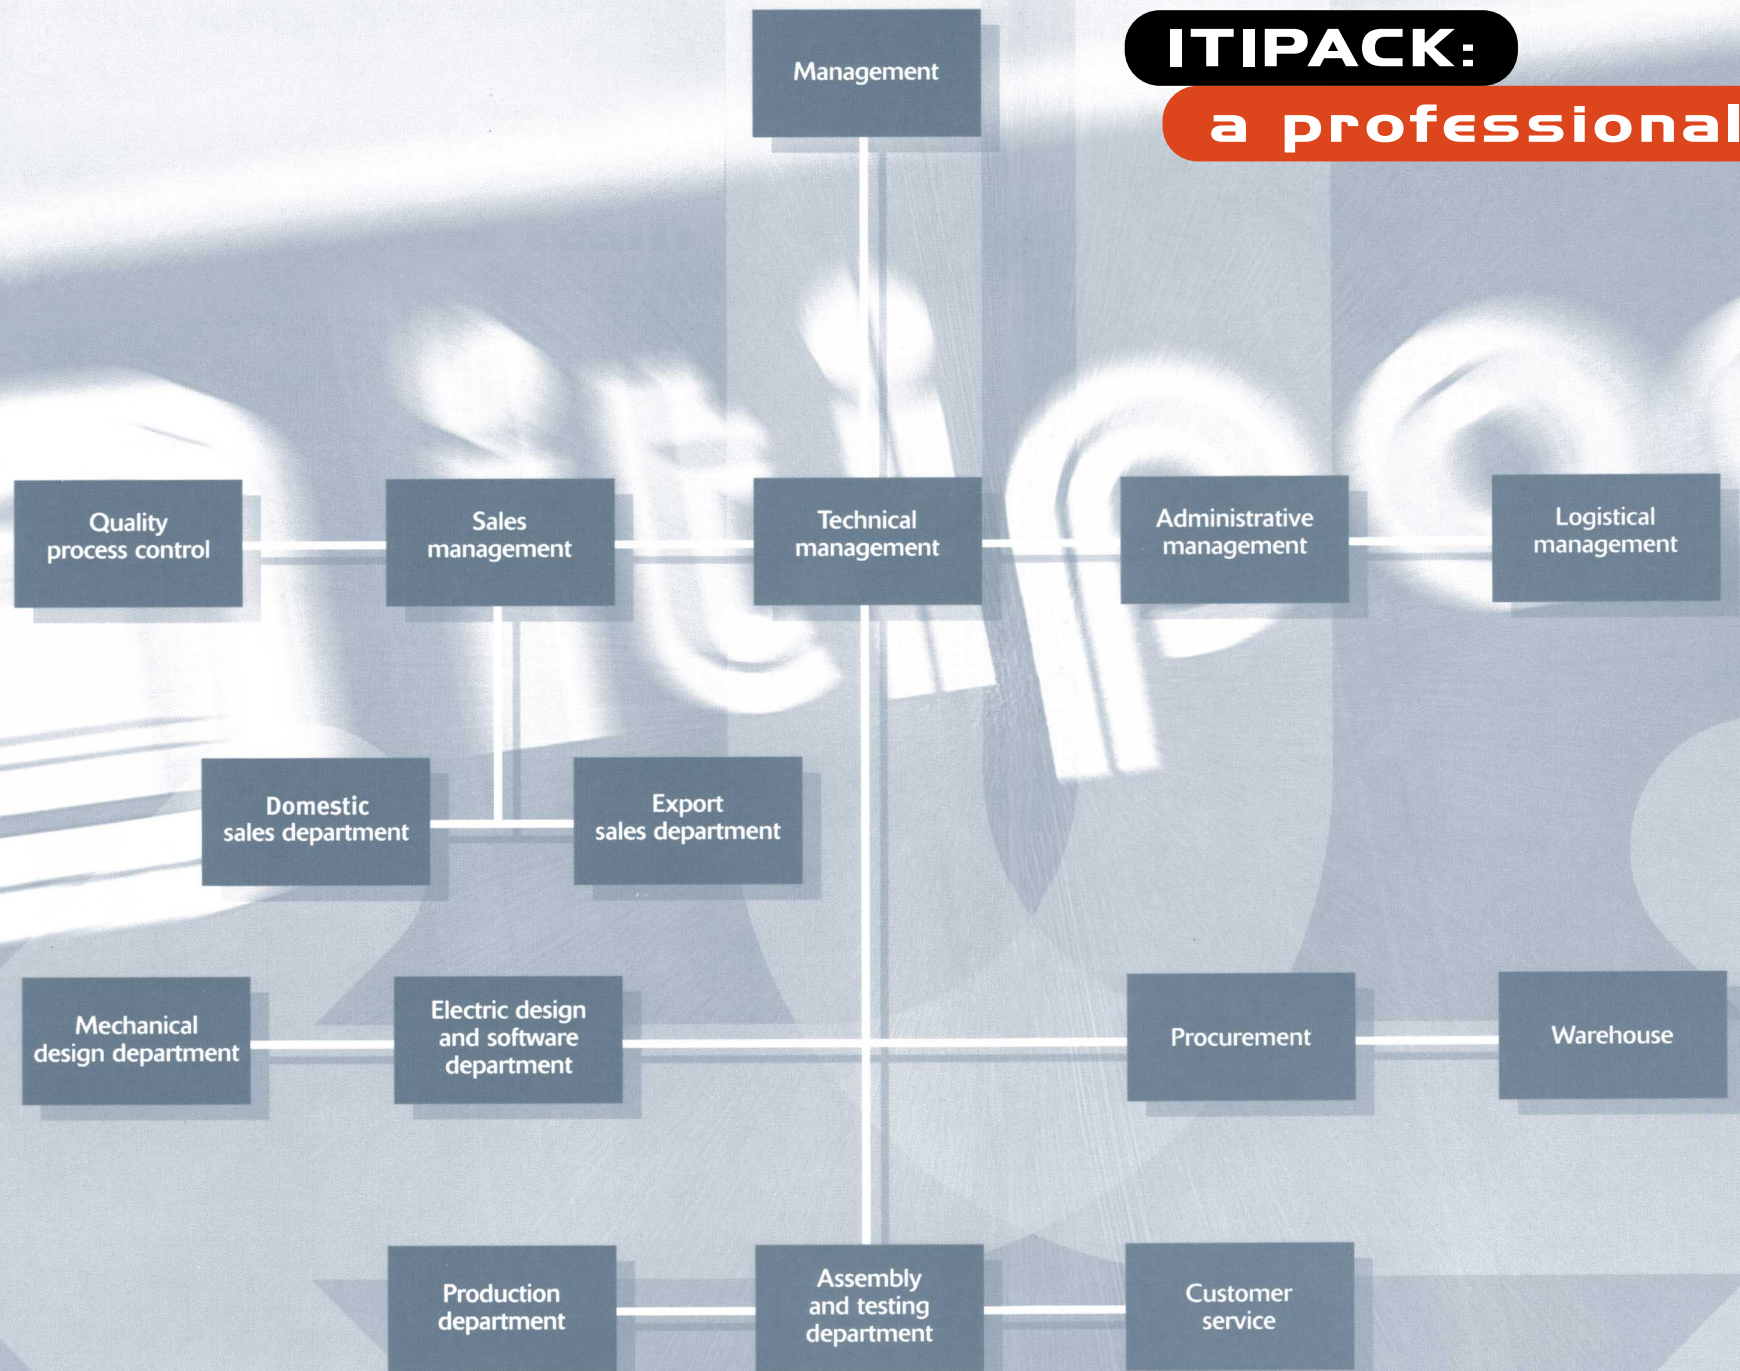 ITIPACK:
a professional
Management
Quality
process control
Sales
management
Technical
management
Administrative
management
Logistical
management
Domestic
sales department
Export
sales department
Mechanical
design department
Electric design
and software
department
Procurement
Warehouse
Production
department
Assembly
and testing
department
Customer
service